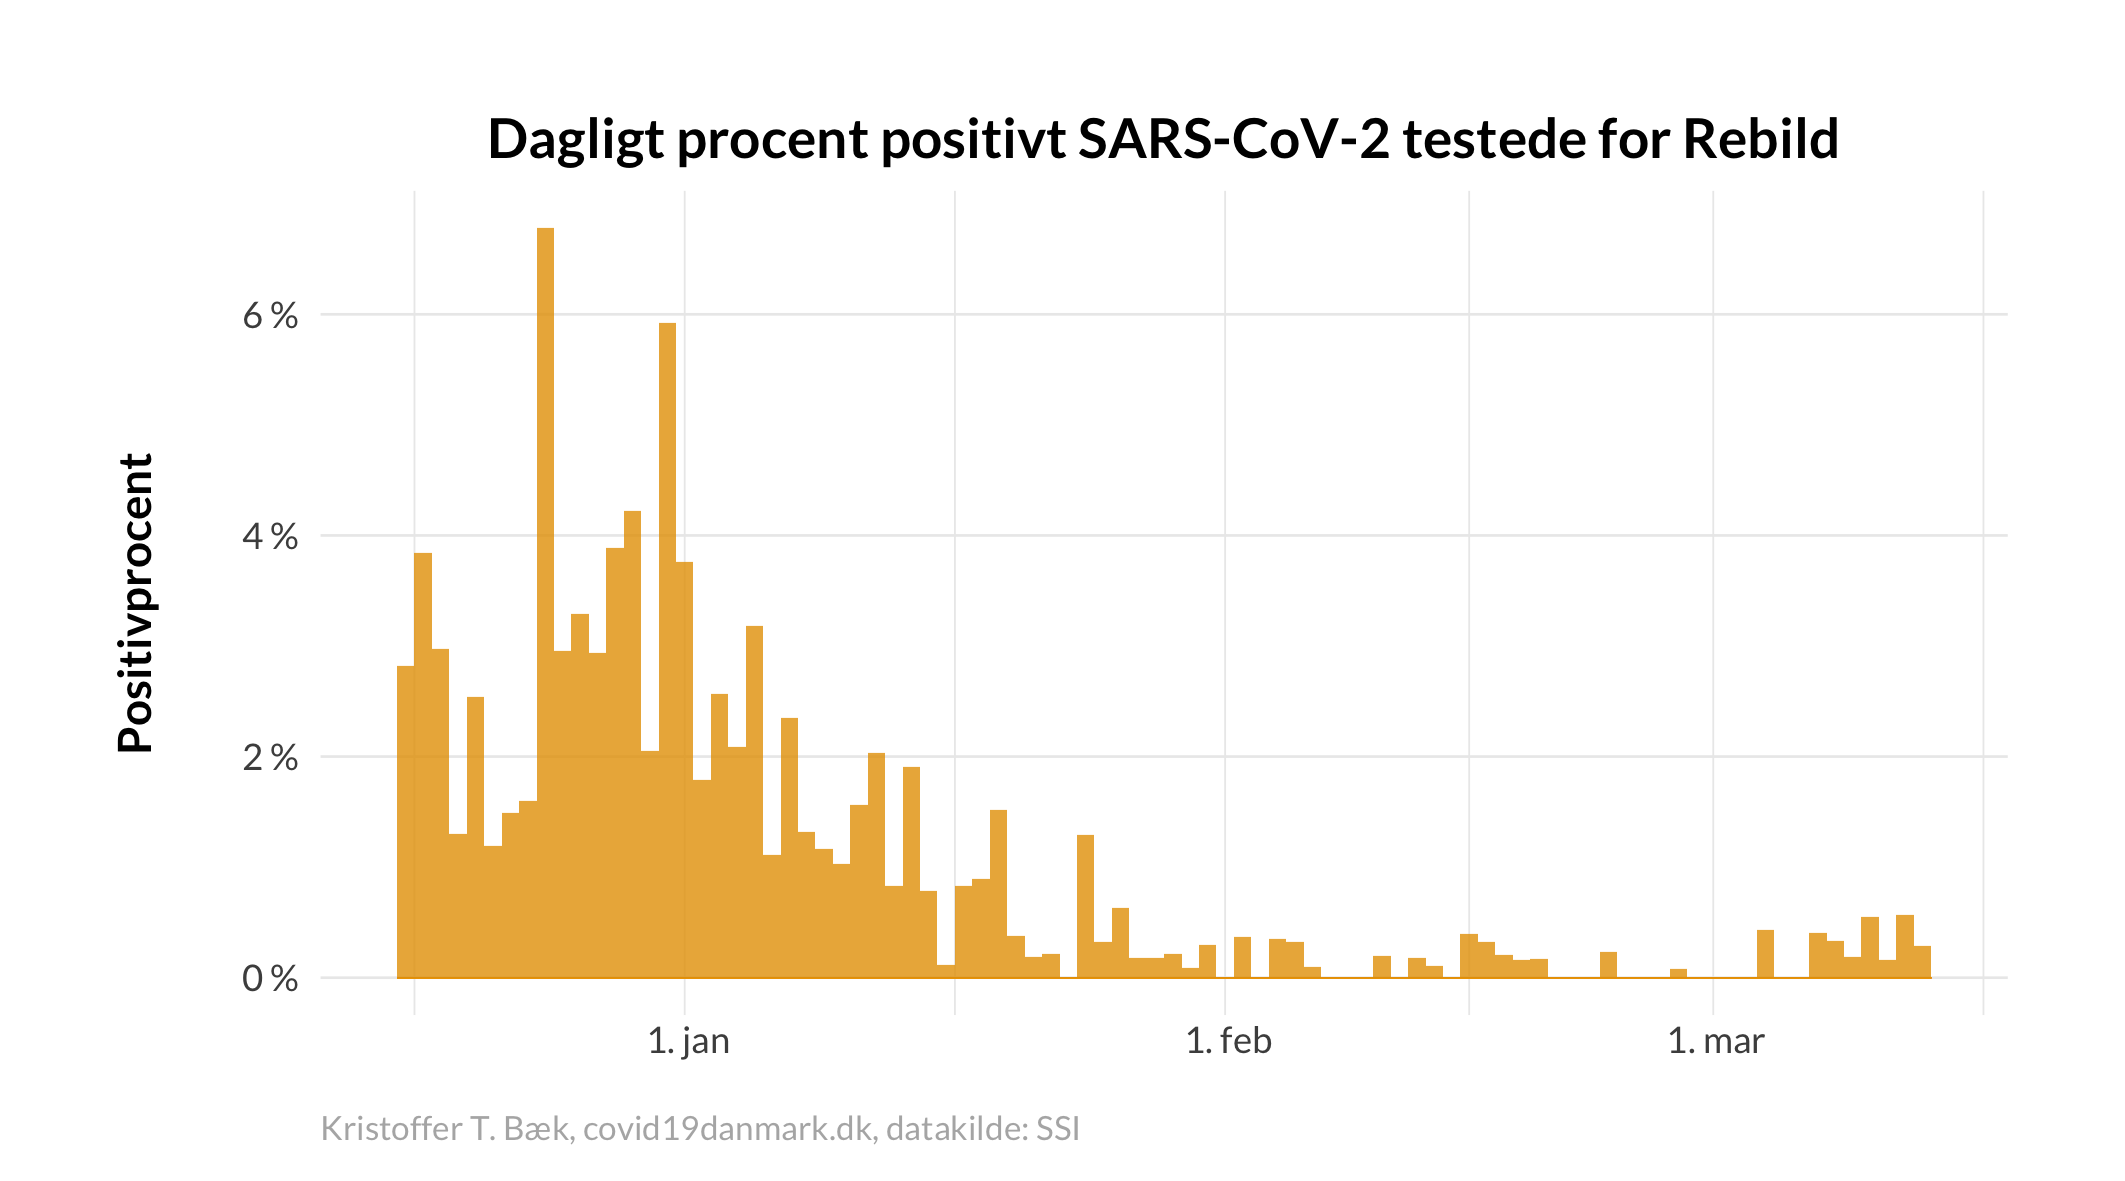 Dagligt procent positivt SARS-CoV-2 testede for Rebild
Positivprocent
6 %
4 %
2 %
0 %
1. jan
1. feb
1. mar
Kristoffer T. Bæk, covid19danmark.dk, datakilde: SSI